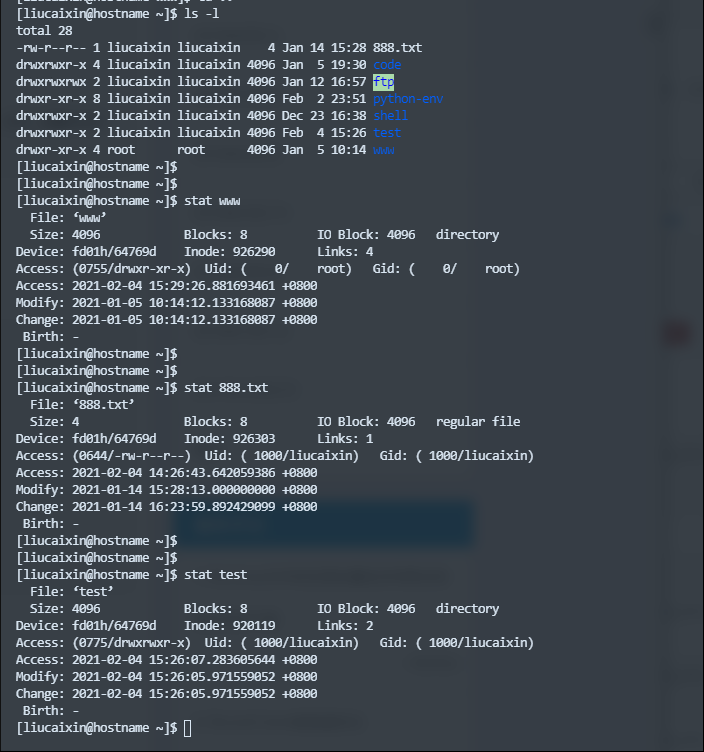 [liucaixin@hostname ~]$ ls -l
total 28
-rw-r--r-- 1 liucaixin liucaixin    4 Jan 14 15:28 888.txt
drwxrwxr-x 4 liucaixin liucaixin 4096 Jan  5 19:30 code
drwxrwxrwx 2 liucaixin liucaixin 4096 Jan 12 16:57 ftp
drwxr-xr-x 8 liucaixin liucaixin 4096 Feb  2 23:51 python-env
drwxrwxr-x 2 liucaixin liucaixin 4096 Dec 23 16:38 shell
drwxrwxr-x 2 liucaixin liucaixin 4096 Feb  4 15:26 test
drwxr-xr-x 4 root      root      4096 Jan  5 10:14 www
[liucaixin@hostname ~]$
[liucaixin@hostname ~]$
[liucaixin@hostname ~]$ stat www
  File: ‘www’
  Size: 4096            Blocks: 8          IO Block: 4096   directory
Device: fd01h/64769d    Inode: 926290      Links: 4
Access: (0755/drwxr-xr-x)  Uid: (    0/    root)   Gid: (    0/    root)
Access: 2021-02-04 15:29:26.881693461 +0800
Modify: 2021-01-05 10:14:12.133168087 +0800
Change: 2021-01-05 10:14:12.133168087 +0800
 Birth: -
[liucaixin@hostname ~]$
[liucaixin@hostname ~]$
[liucaixin@hostname ~]$ stat 888.txt
  File: ‘888.txt’
  Size: 4               Blocks: 8          IO Block: 4096   regular file
Device: fd01h/64769d    Inode: 926303      Links: 1
Access: (0644/-rw-r--r--)  Uid: ( 1000/liucaixin)   Gid: ( 1000/liucaixin)
Access: 2021-02-04 14:26:43.642059386 +0800
Modify: 2021-01-14 15:28:13.000000000 +0800
Change: 2021-01-14 16:23:59.892429099 +0800
 Birth: -
[liucaixin@hostname ~]$
[liucaixin@hostname ~]$
[liucaixin@hostname ~]$ stat test
  File: ‘test’
  Size: 4096            Blocks: 8          IO Block: 4096   directory
Device: fd01h/64769d    Inode: 920119      Links: 2
Access: (0775/drwxrwxr-x)  Uid: ( 1000/liucaixin)   Gid: ( 1000/liucaixin)
Access: 2021-02-04 15:26:07.283605644 +0800
Modify: 2021-02-04 15:26:05.971559052 +0800
Change: 2021-02-04 15:26:05.971559052 +0800
 Birth: -
[liucaixin@hostname ~]$